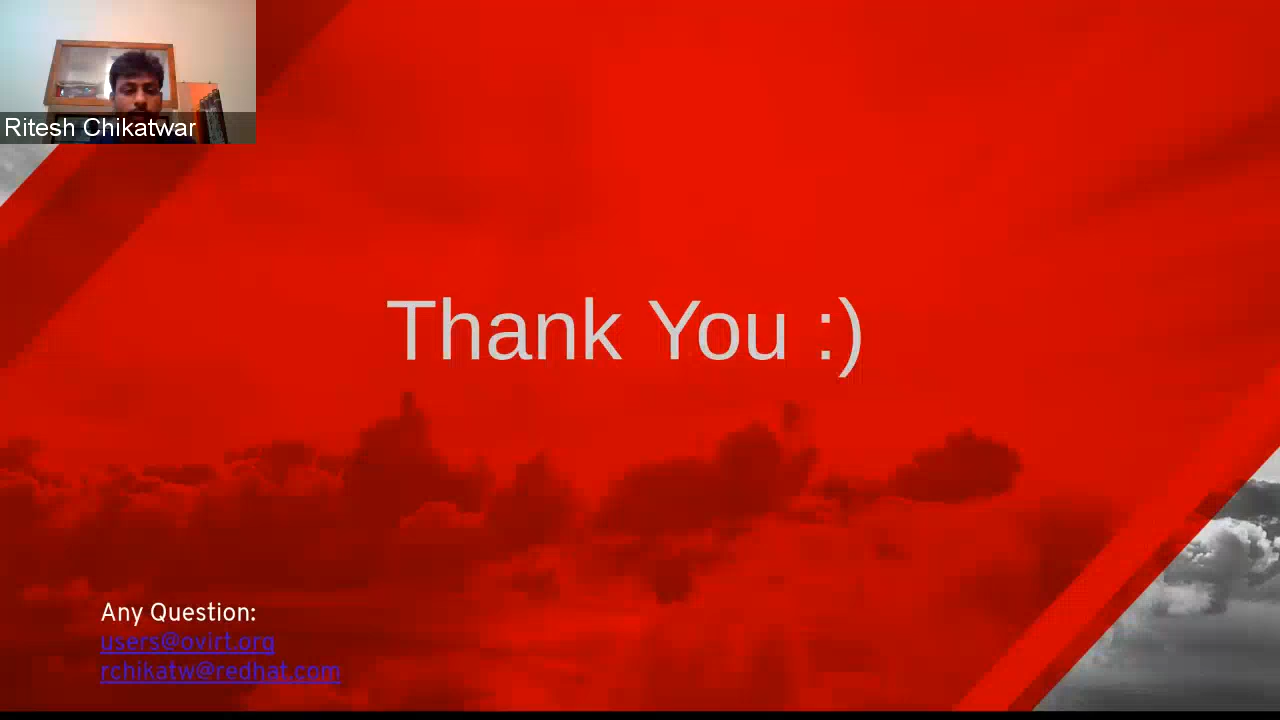 Ritesh Chikatwar
Thank You :)
Any Question:
users@ovirt.org
rchikatw@redhat.com